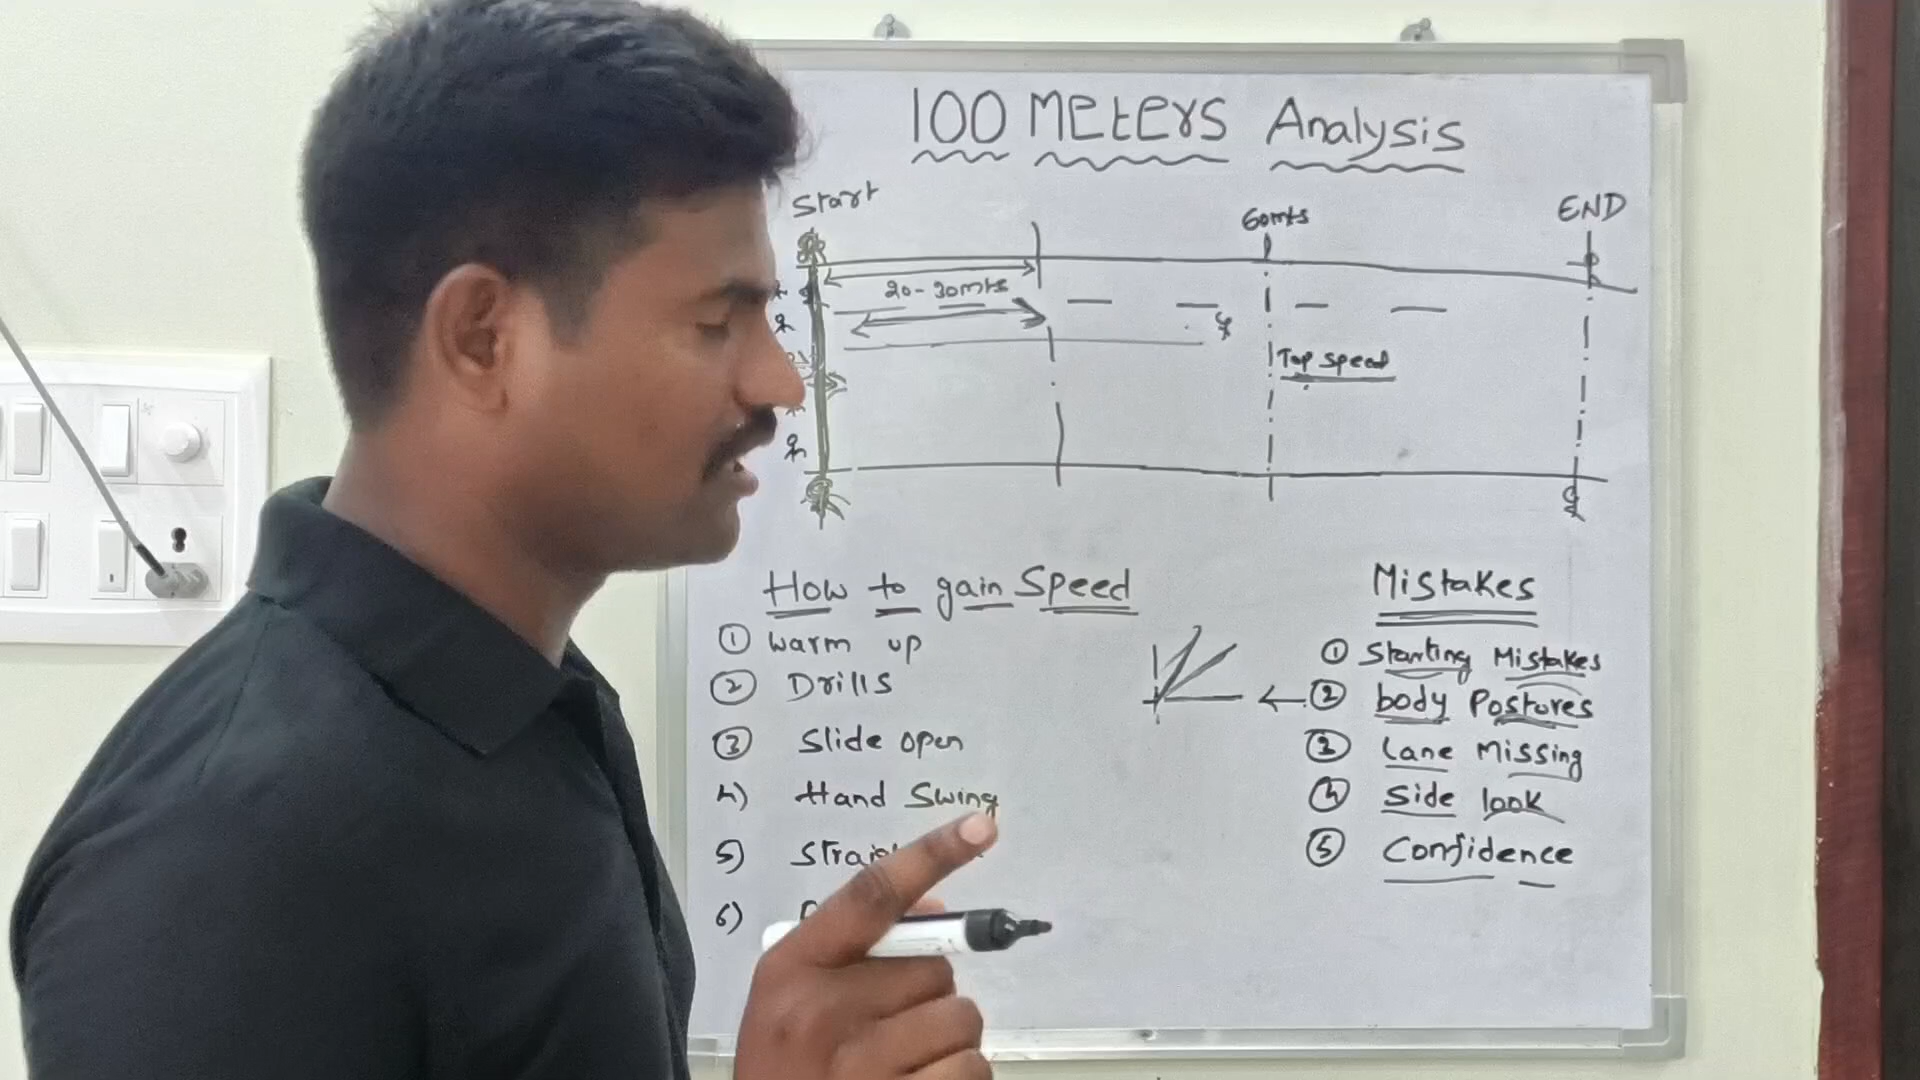 100 Meters Analysis
Start
60mts
END
20-30mts
Top speed
How to gain Speed
① Warm up
② Drills
③ Slide open
4) Hand Swing
5)
6)
Mistakes
① Starting Mistakes
② body Postures
③ Lane Missing
④ Side look
⑤ Confidence